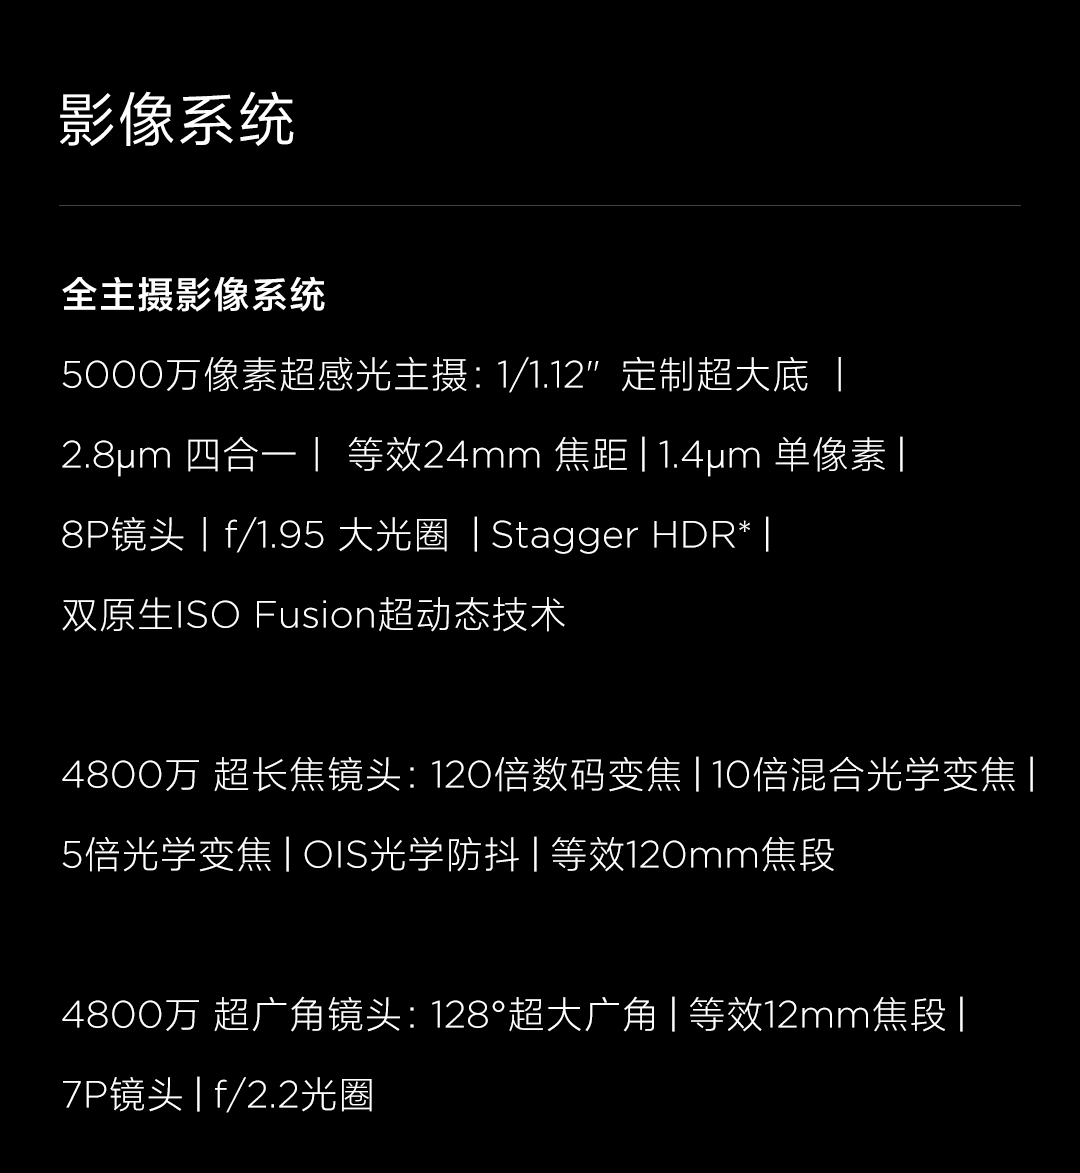 影像系统
全主摄影像系统
5000万像素超感光主摄：1/1.12" 定制超大底 |
2.8μm 四合一 | 等效24mm 焦距 | 1.4μm 单像素 |
8P镜头 | f/1.95 大光圈 | Stagger HDR* |
双原生ISO Fusion超动态技术
4800万 超长焦镜头：120倍数码变焦 | 10倍混合光学变焦 |
5倍光学变焦 | OIS光学防抖 | 等效120mm焦段
4800万 超广角镜头：128°超大广角 | 等效12mm焦段 |
7P镜头 | f/2.2光圈